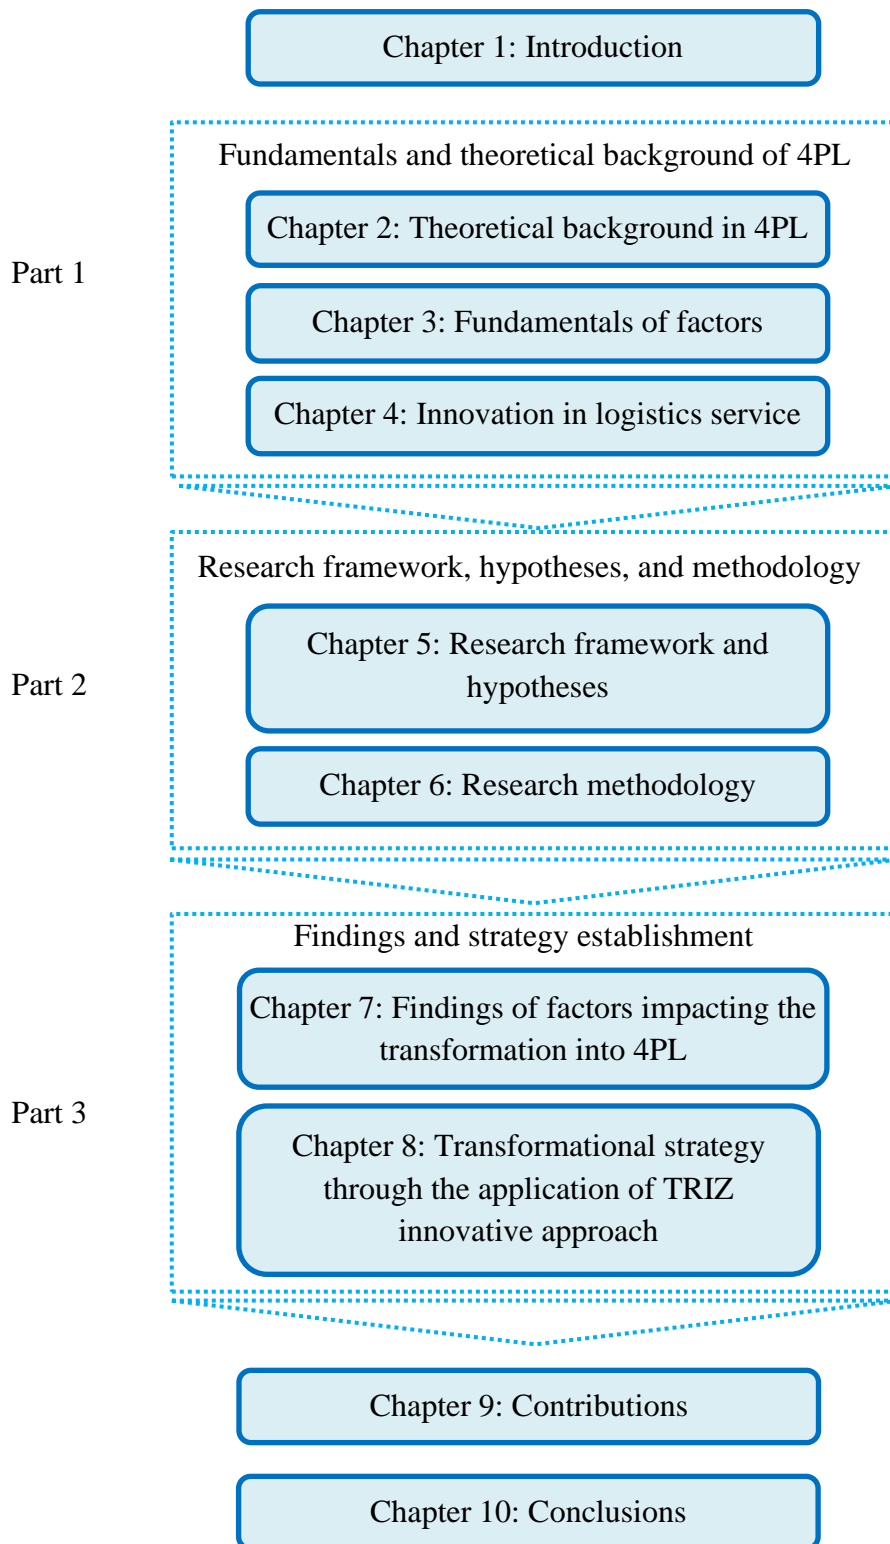 Chapter 1: Introduction
Fundamentals and theoretical background of 4PL
Chapter 2: Theoretical background in 4PL
Part 1
Chapter 3: Fundamentals of factors
Chapter 4: Innovation in logistics service
Research framework, hypotheses, and methodology
Chapter 5: Research framework and
hypotheses
Part 2
Chapter 6: Research methodology
Findings and strategy establishment
Chapter 7: Findings of factors impacting the
transformation into 4PL
Part 3
Chapter 8: Transformational strategy
through the application of TRIZ
innovative approach
Chapter 9: Contributions
Chapter 10: Conclusions